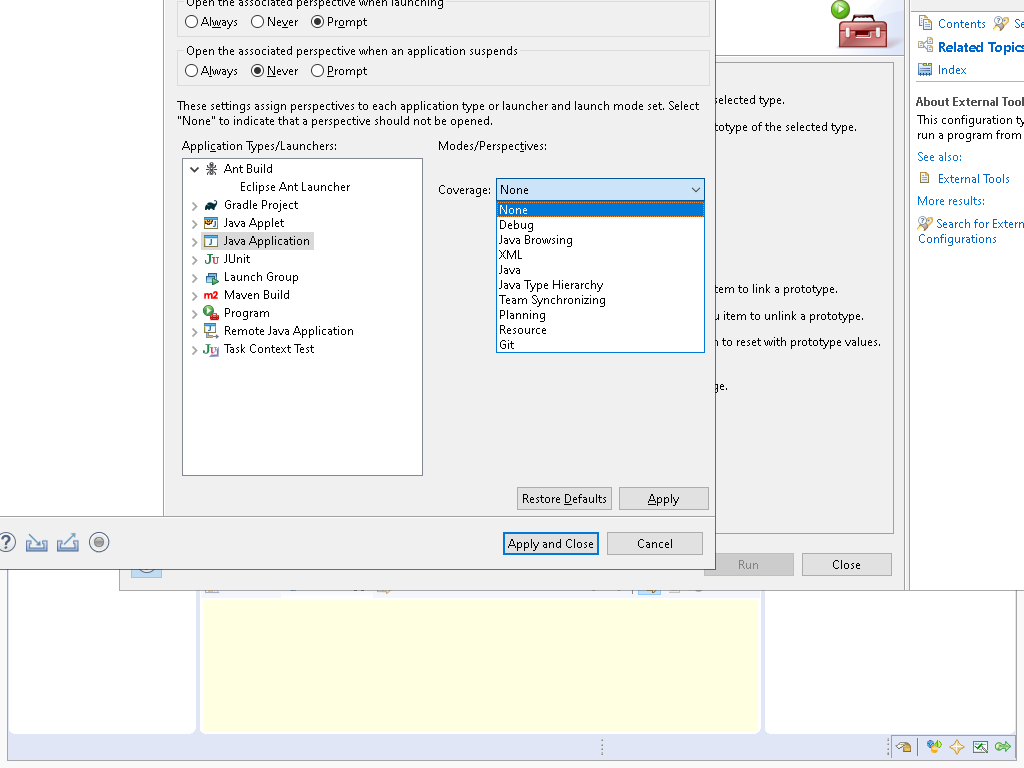 Open the associated perspective when launching
Always Never Prompt
Open the associated perspective when an application suspends
Always Never Prompt
These settings assign perspectives to each application type or launcher and launch mode set. Select
"None" to indicate that a perspective should not be opened.
Application Types/Launchers:
Modes/Perspectives:
Ant Build
Eclipse Ant Launcher
Gradle Project
Java Applet
Java Application
JUnit
Launch Group
Maven Build
Program
Remote Java Application
Task Context Test
Coverage: None
None
Debug
Java Browsing
XML
Java
Java Type Hierarchy
Team Synchronizing
Planning
Resource
Git
Restore Defaults
Apply
Apply and Close
Cancel
selected type.
of the selected type.
to link a prototype.
item to unlink a prototype.
to reset with prototype values.
Run
Close
Contents
Related Topics
Index
About External
This configuration
run a program from
See also:
External Tools
More results:
Search for
Configurations